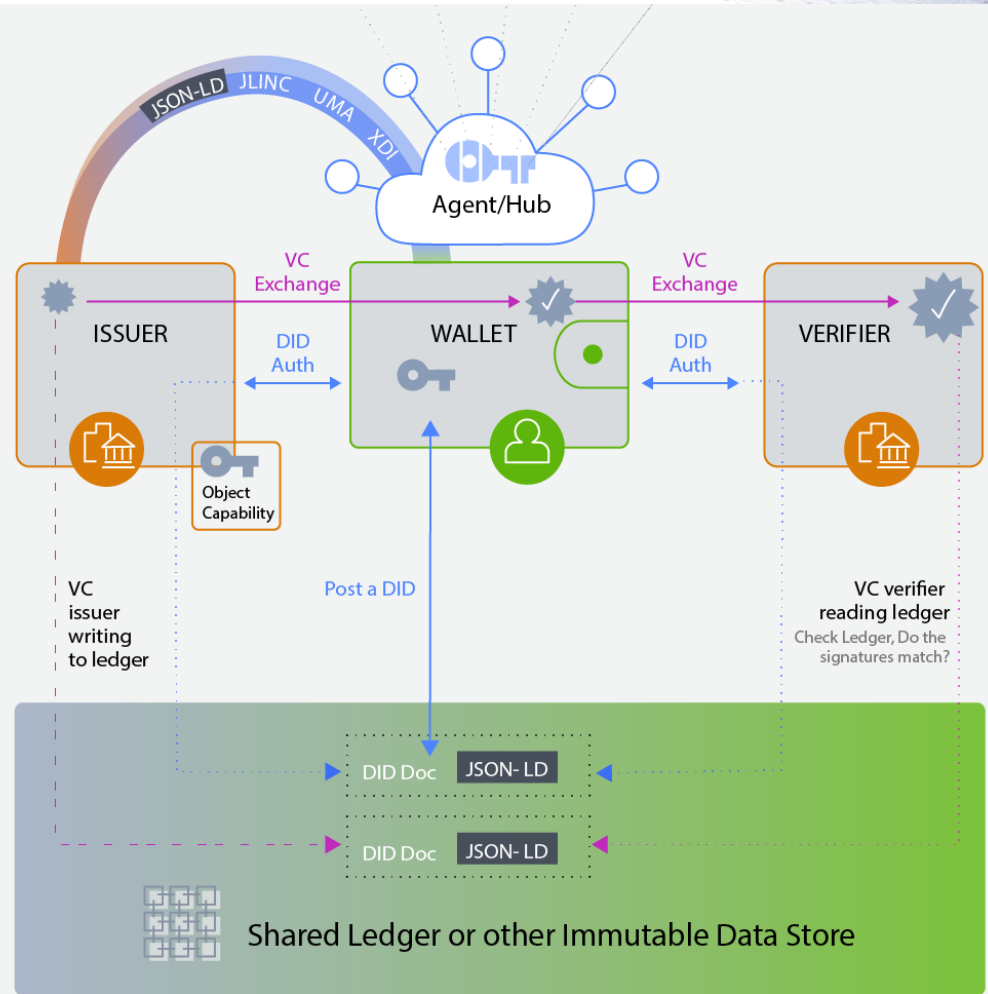 JSON-LD
JLINC
UMA
XDI
Agent/Hub
VC
Exchange
VC
Exchange
ISSUER
WALLET
VERIFIER
DID
Auth
DID
Auth
Object
Capability
Post a DID
VC
issuer
writing
to ledger
VC verifier
reading ledger
Check Ledger, Do the
signatures match?
DID Doc JSON- LD
DID Doc JSON- LD
Shared Ledger or other Immutable Data Store